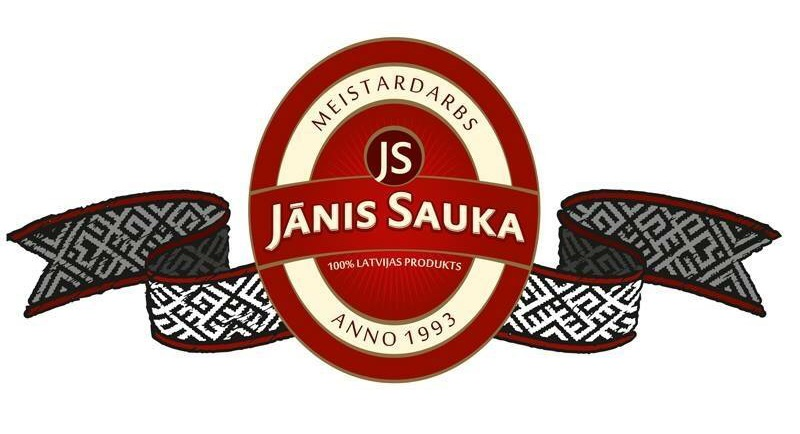 MEISTARDARBS
JS
JĀNIS SAUKA
100% LATVIJAS PRODUKTS
ANNO 1993